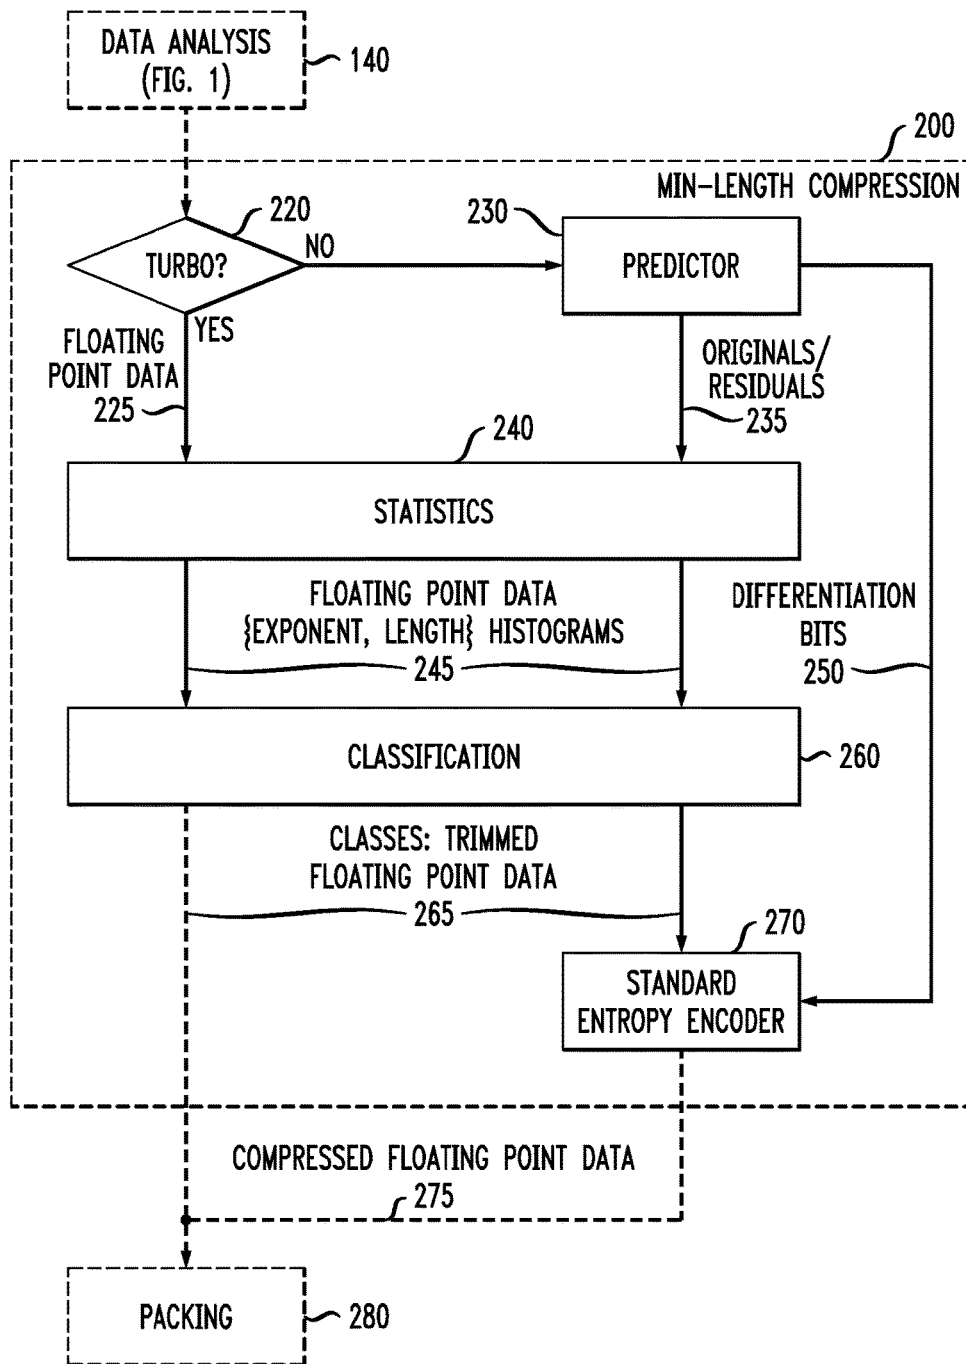 DATA ANALYSIS
(FIG. 1)
140
200
MIN-LENGTH COMPRESSION
220
TURBO?
NO
YES
230
PREDICTOR
FLOATING
POINT DATA
225
ORIGINALS/
RESIDUALS
235
240
STATISTICS
FLOATING POINT DATA
{EXPONENT, LENGTH} HISTOGRAMS
245
DIFFERENTIATION
BITS
250
CLASSIFICATION
260
CLASSES: TRIMMED
FLOATING POINT DATA
265
270
STANDARD
ENTROPY ENCODER
COMPRESSED FLOATING POINT DATA
275
PACKING
280